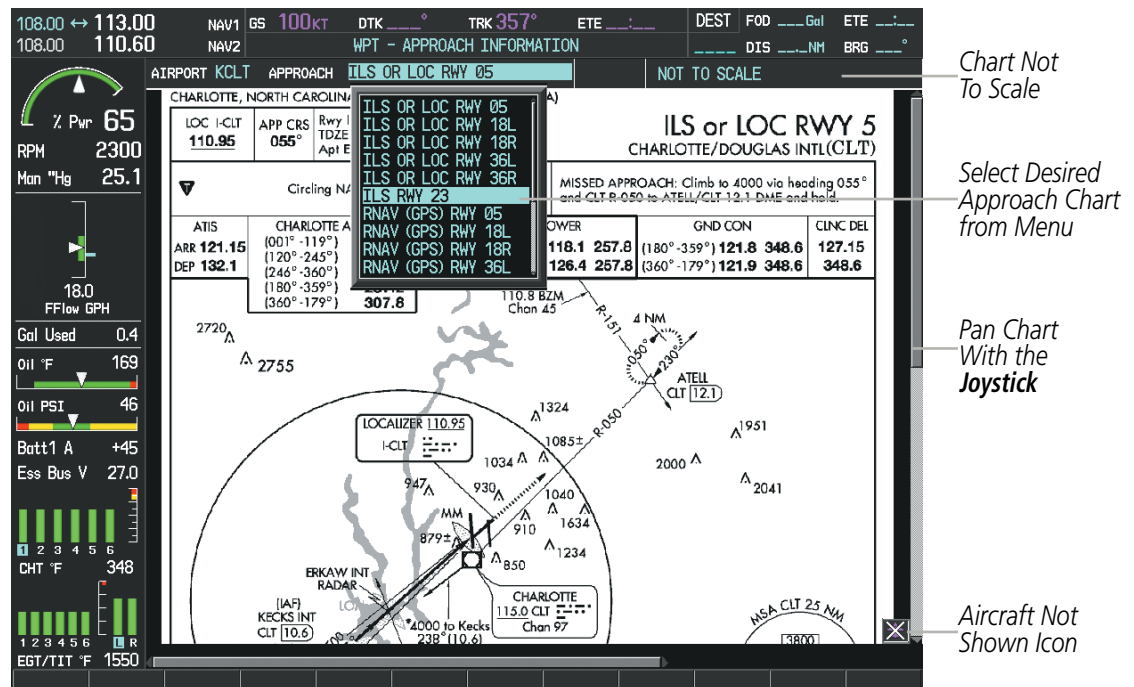 108.00 ↔ 113.00 NAV1 GS 100KT DTK ___° TRK 357° ETE __:__ DEST FOD ___Gal ETE __:__
108.00 110.60 NAV2 WPT – APPROACH INFORMATION ____ DIS __._NM BRG ___°
AIRPORT KCLT APPROACH ILS OR LOC RWY 05 NOT TO SCALE
Chart Not
To Scale
ILS OR LOC RWY 05
ILS OR LOC RWY 18L
ILS OR LOC RWY 18R
ILS OR LOC RWY 36L
ILS OR LOC RWY 36R
ILS RWY 23
RNAV (GPS) RWY 05
RNAV (GPS) RWY 18L
RNAV (GPS) RWY 18R
RNAV (GPS) RWY 36L
Select Desired
Approach Chart
from Menu
Pan Chart
With the
Joystick
Aircraft Not
Shown Icon
% Pwr 65
RPM 2300
Man "Hg 25.1
18.0
FFlow GPH
Gal Used 0.4
Oil °F 169
Oil PSI 46
Batt1 A +45
Ess Bus V 27.0
1 2 3 4 5 6
CHT °F 348
1 2 3 4 5 6 L R
EGT/TIT °F 1550
CHARLOTTE, NORTH CAROLINA
LOC I-CLT
110.95
APP CRS
055°
Rwy
TDZE
Apt
ILS or LOC RWY 5
CHARLOTTE/DOUGLAS INTL(CLT)
T
Circling
MISSED APPROACH: Climb to 4000 via heading 055°
and CLT R-050 to ATELL/CLT 12.1 DME and hold.
ATIS
ARR 121.15
DEP 132.1
CHARLOTTE
(001°-119°)
(120°-245°)
(246°-360°)
(180°-359°)
(360°-179°) 307.8
118.1 257.8
126.4 257.8
GND CON
(180°-359°) 121.8 348.6
(360°-179°) 121.9 348.6
CLNC DEL
127.15
348.6
110.8 BZM
Chan 45
R-151
4 NM
050°
230°
ATELL
CLT 12.1
R-050
2720
2755
1324
1085±
1951
2000
2041
LOCALIZER 110.95
I-CLT
1034
947
930
1040
1634
910
MM
879±
850
1234
ERKAW INT
RADAR
(IAF)
KECKS INT
CLT 10.6
*4000 to Kecks
238° (10.6)
CHARLOTTE
115.0 CLT
Chan 97
MSA CLT 25 NM
3800